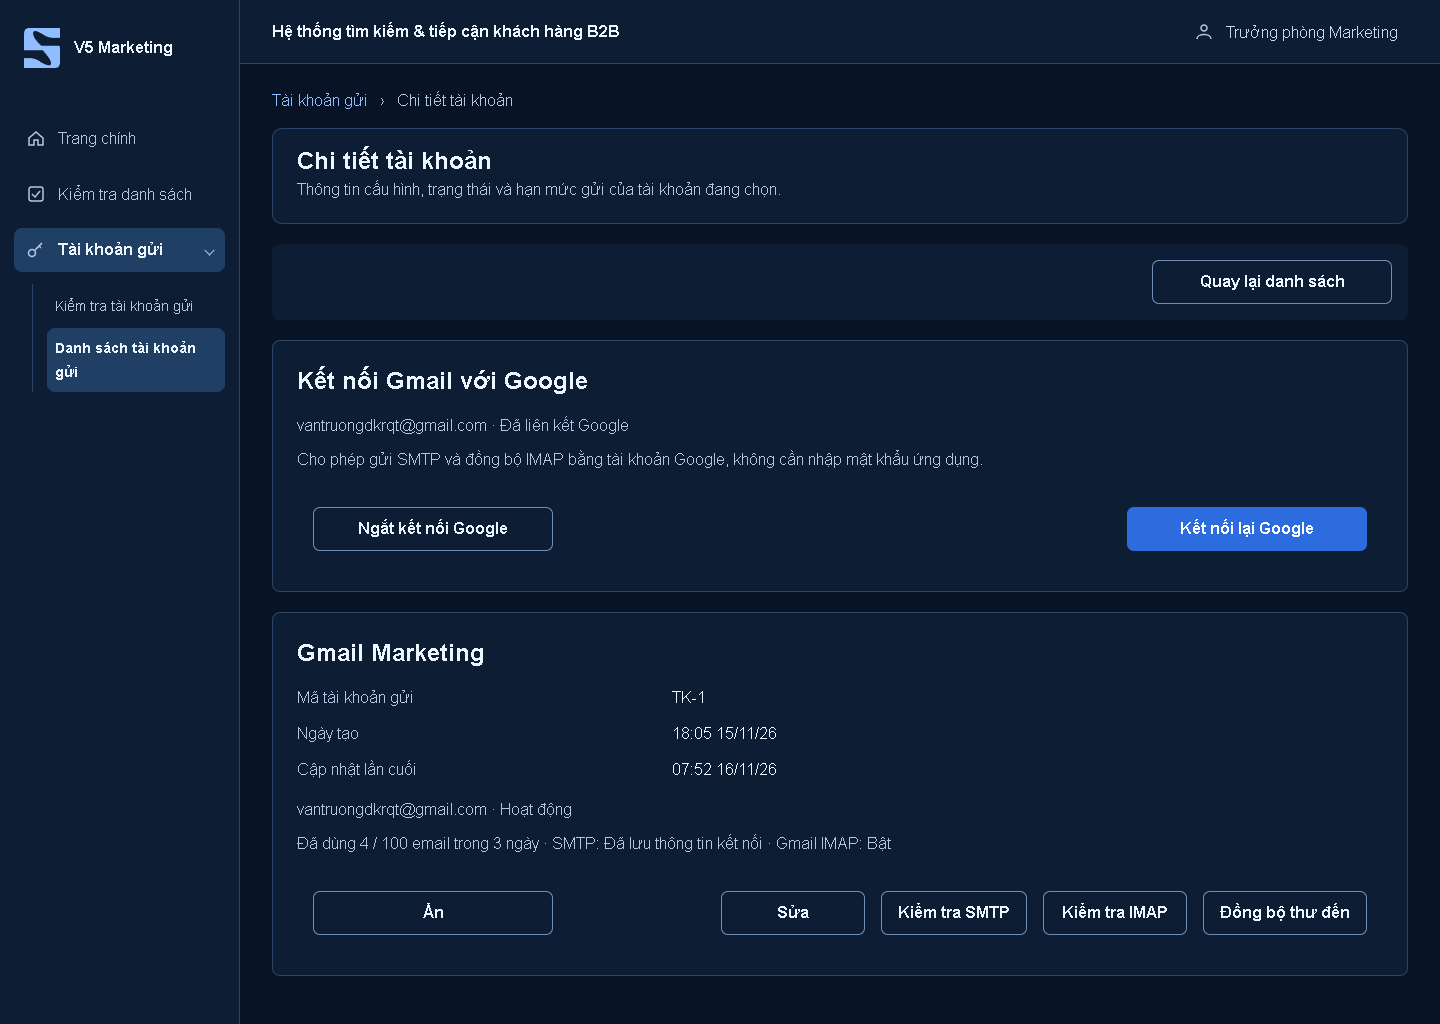 V5 Marketing
Hệ thống tìm kiếm & tiếp cận khách hàng B2B
Trưởng phòng Marketing
Trang chính
Kiểm tra danh sách
Tài khoản gửi
Kiểm tra tài khoản gửi
Danh sách tài khoản
gửi
Tài khoản gửi › Chi tiết tài khoản
Chi tiết tài khoản
Thông tin cấu hình, trạng thái và hạn mức gửi của tài khoản đang chọn.
Quay lại danh sách
Kết nối Gmail với Google
vantruongdkrqt@gmail.com · Đã liên kết Google
Cho phép gửi SMTP và đồng bộ IMAP bằng tài khoản Google, không cần nhập mật khẩu ứng dụng.
Ngắt kết nối Google
Kết nối lại Google
Gmail Marketing
Mã tài khoản gửi TK-1
Ngày tạo 18:05 15/11/26
Cập nhật lần cuối 07:52 16/11/26
vantruongdkrqt@gmail.com · Hoạt động
Đã dùng 4 / 100 email trong 3 ngày · SMTP: Đã lưu thông tin kết nối · Gmail IMAP: Bật
Ẩn
Sửa
Kiểm tra SMTP
Kiểm tra IMAP
Đồng bộ thư đến